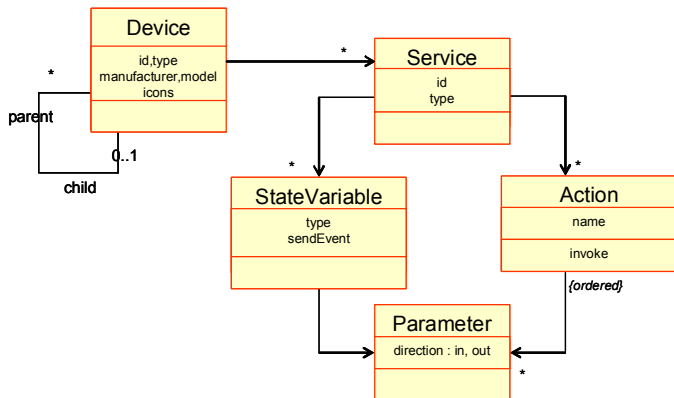 Device
id,type
manufacturer,model
icons
*
parent
0..1
child
*
Service
id
type
*
*
StateVariable
type
sendEvent
Action
name
invoke
{ordered}
Parameter
direction : in, out
*